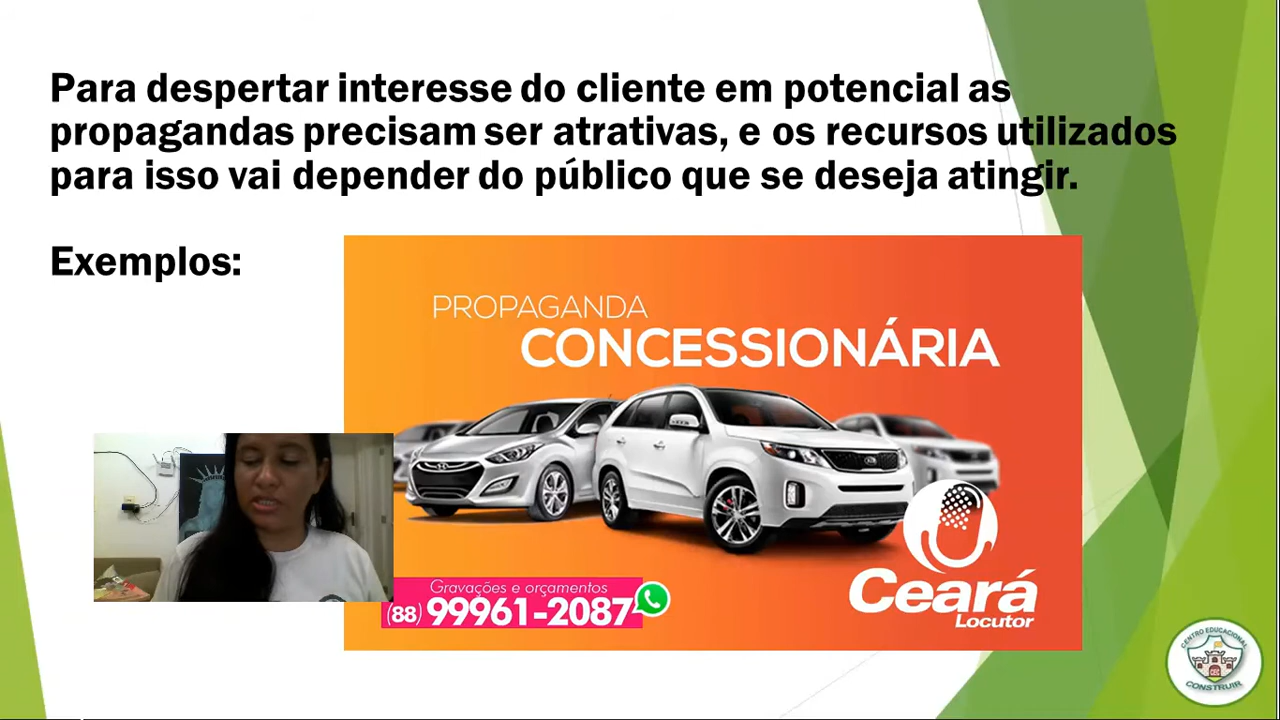 Para despertar interesse do cliente em potencial as
propagandas precisam ser atrativas, e os recursos utilizados
para isso vai depender do público que se deseja atingir.
Exemplos:
PROPAGANDA
CONCESSIONÁRIA
Gravações e orçamentos
(88) 99961-2087
Ceará
Locutor
CENTRO EDUCACIONAL
CONSTRUIR